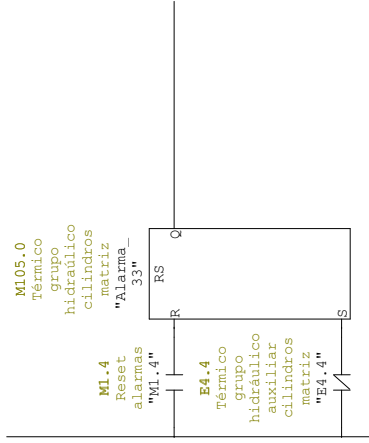 M105.0
Térmico
grupo
hidraúlico
cilindros
matriz
"Alarma_
33"
RS
M1.4
Reset
alarmas
"M1.4"
R
Q
E4.4
Térmico
grupo
hidráulico
auxiliar
cilindros
matriz
"E4.4"
S